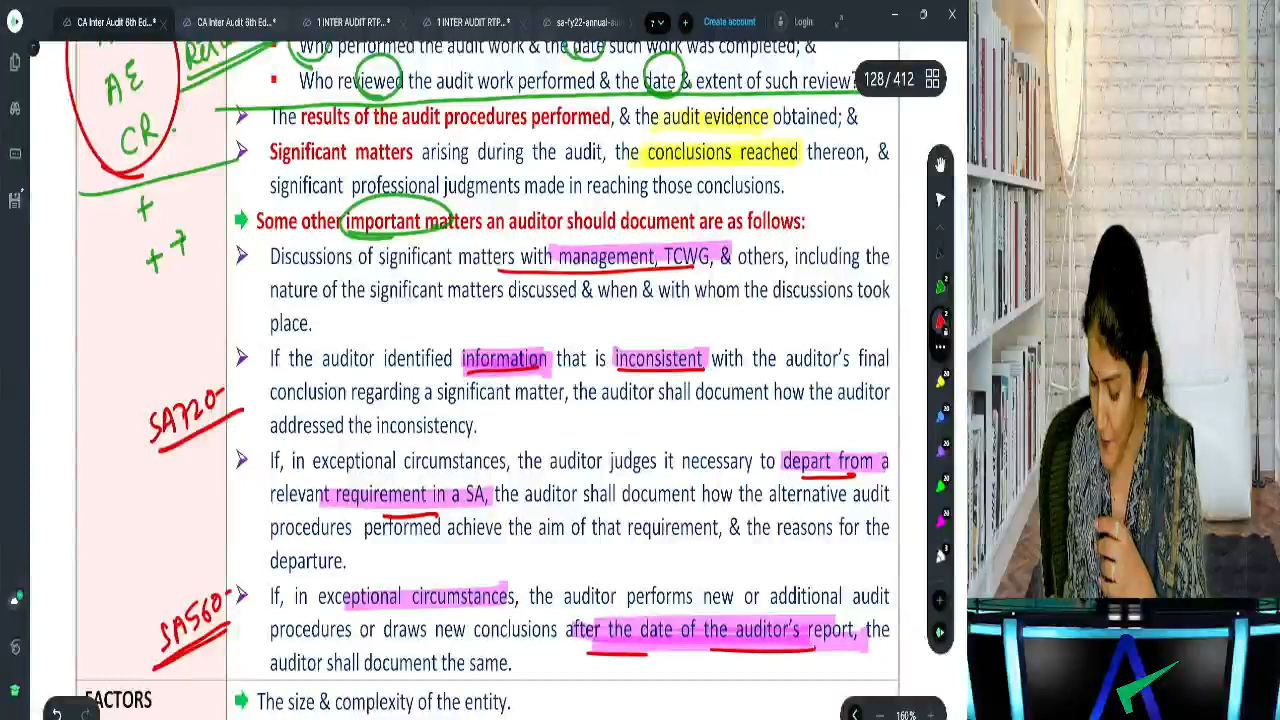 CA Inter Audit 6th Ed...
CA Inter Audit 6th Ed...
1 INTER AUDIT RTP...
1 INTER AUDIT RTP...
sa-fy22-annual-au
7
Create account
Login
Who performed the audit work & the date such work was completed; &
Who reviewed the audit work performed & the date & extent of such review?
128 / 412
AE
CR.
The results of the audit procedures performed, & the audit evidence obtained; &
Significant matters arising during the audit, the conclusions reached thereon, &
significant professional judgments made in reaching those conclusions.
Some other important matters an auditor should document are as follows:
Discussions of significant matters with management, TCWG, & others, including the
nature of the significant matters discussed & when & with whom the discussions took
place.
If the auditor identified information that is inconsistent with the auditor's final
conclusion regarding a significant matter, the auditor shall document how the auditor
addressed the inconsistency.
SA720-
If, in exceptional circumstances, the auditor judges it necessary to depart from a
relevant requirement in a SA, the auditor shall document how the alternative audit
procedures performed achieve the aim of that requirement, & the reasons for the
departure.
SA560-
If, in exceptional circumstances, the auditor performs new or additional audit
procedures or draws new conclusions after the date of the auditor's report, the
auditor shall document the same.
FACTORS
The size & complexity of the entity.
160%